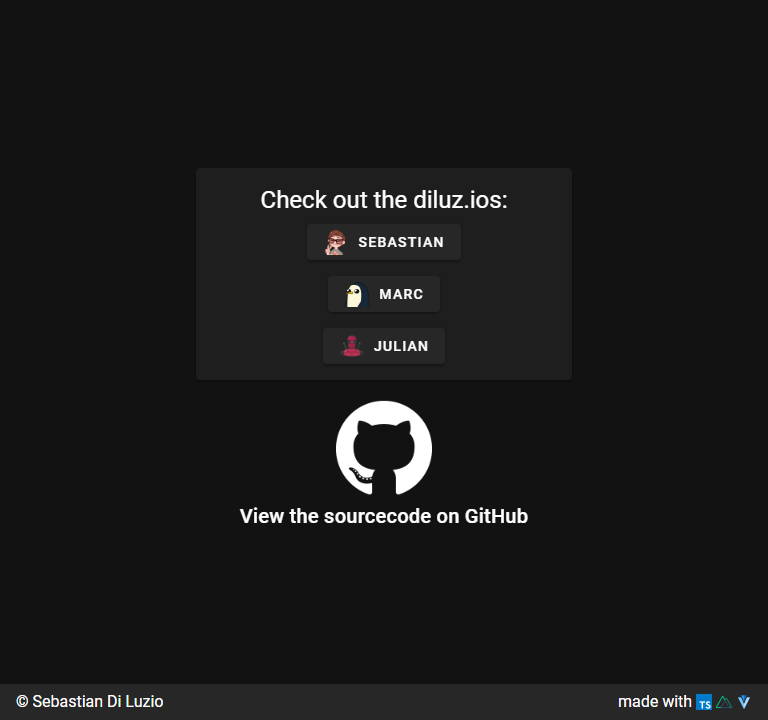 Check out the diluz.ios:
SEBASTIAN
MARC
JULIAN
View the sourcecode on GitHub
© Sebastian Di Luzio
made with TS